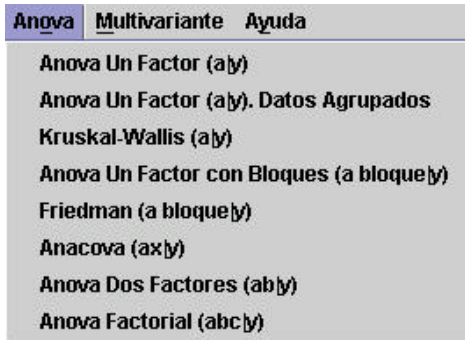 Anova Multivariante Ayuda
Anova Un Factor (a|y)
Anova Un Factor (a|y). Datos Agrupados
Kruskal-Wallis (a|y)
Anova Un Factor con Bloques (a bloque|y)
Friedman (a bloque|y)
Anacova (ax|y)
Anova Dos Factores (ab|y)
Anova Factorial (abc|y)